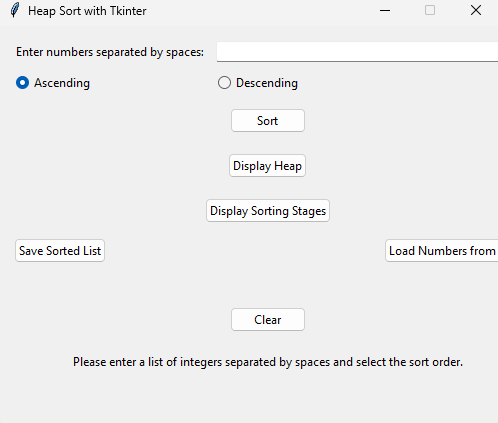 Heap Sort with Tkinter
Enter numbers separated by spaces:
Ascending Descending
Sort
Display Heap
Display Sorting Stages
Save Sorted List Load Numbers from
Clear
Please enter a list of integers separated by spaces and select the sort order.